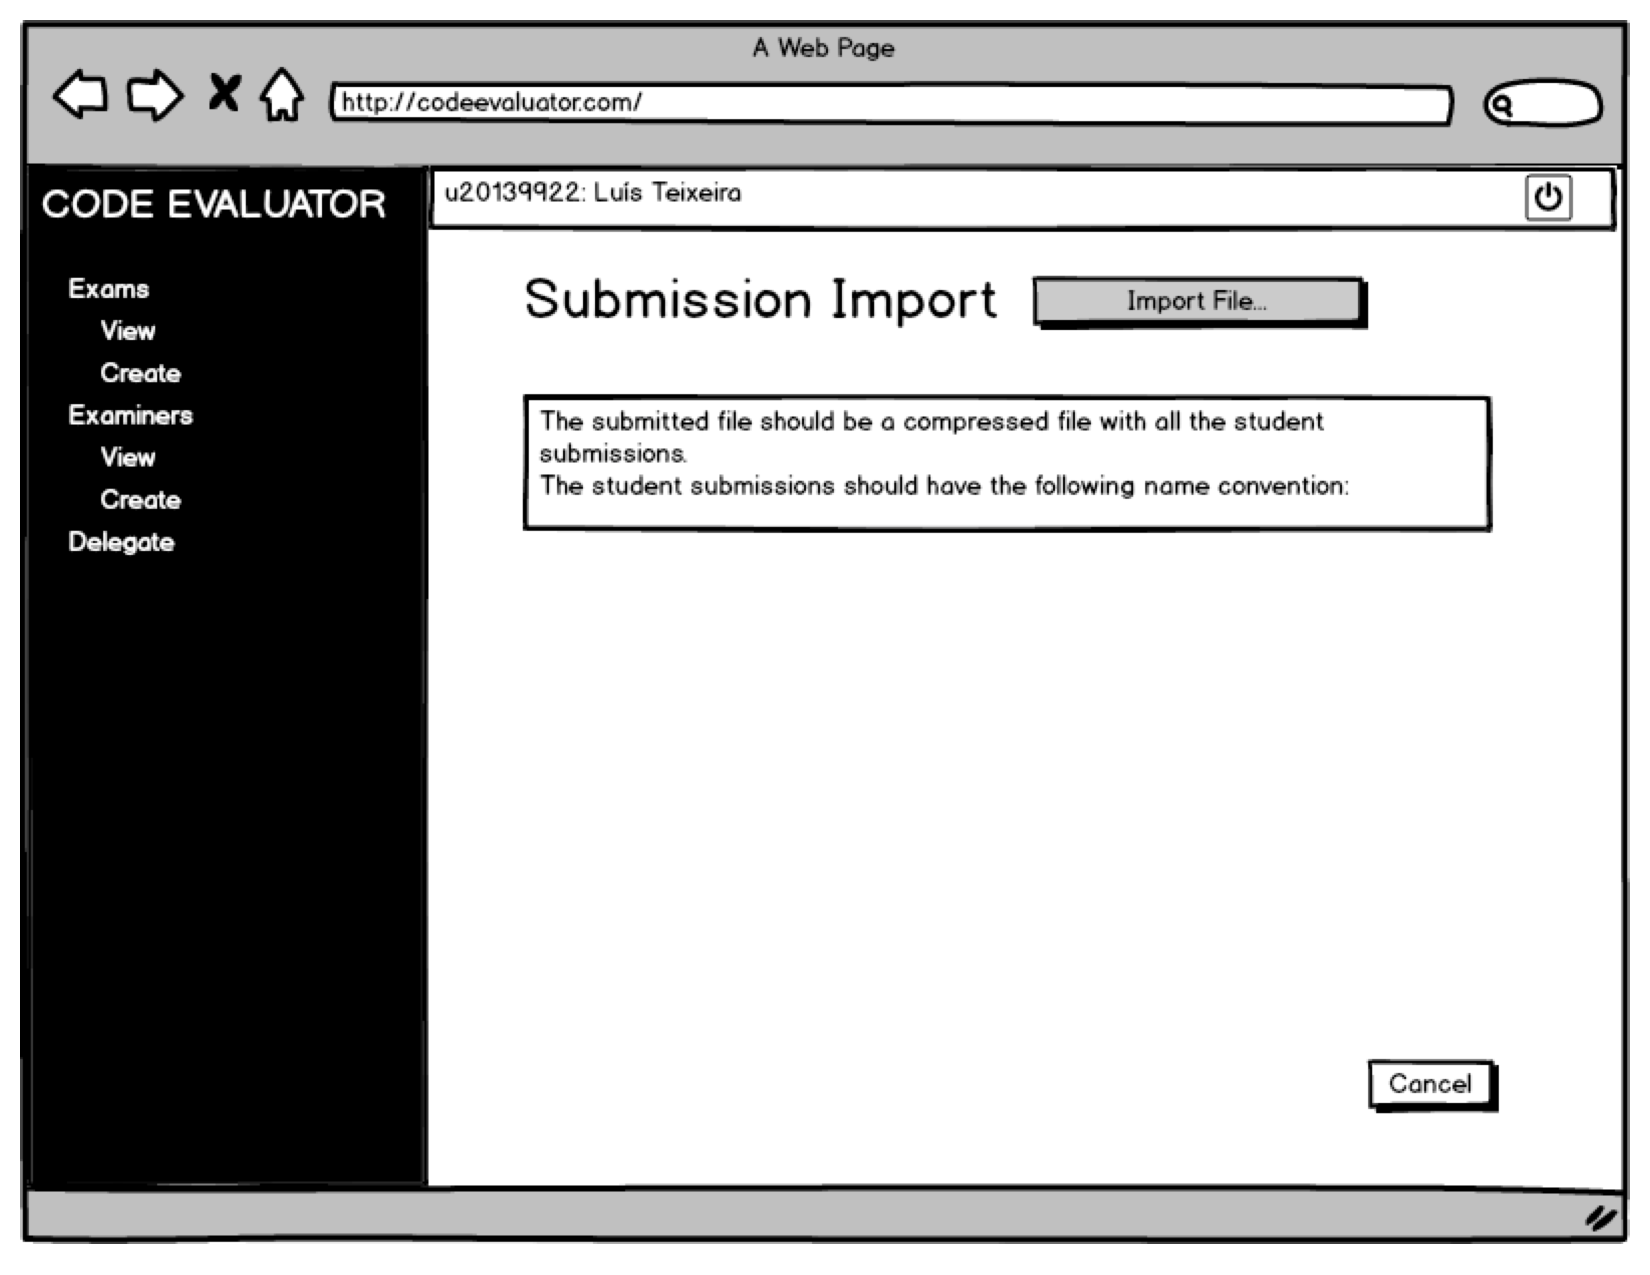 A Web Page
http://codeevaluator.com/
CODE EVALUATOR
u20139922: Luís Teixeira
Exams
View
Create
Examiners
View
Create
Delegate
Submission Import
Import File...
The submitted file should be a compressed file with all the student
submissions.
The student submissions should have the following name convention:
Cancel